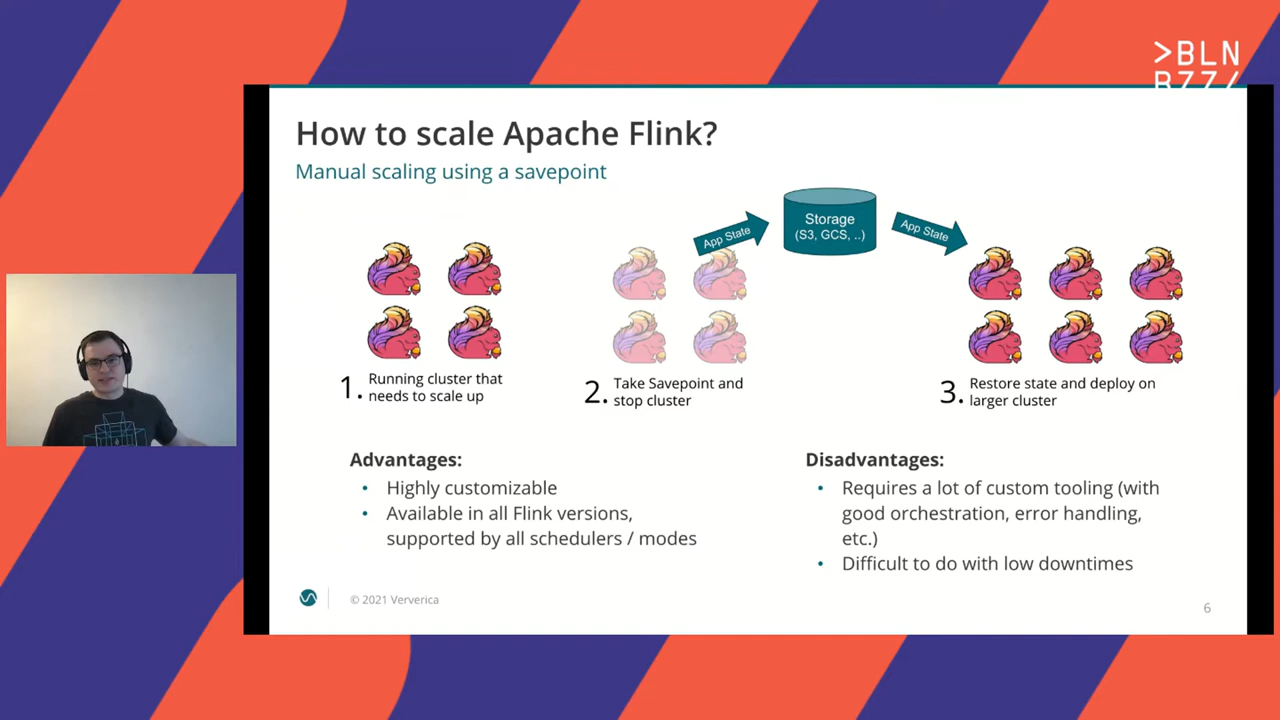 >BLN
BZZ/
How to scale Apache Flink?
Manual scaling using a savepoint
Storage
(S3, GCS, ..)
App State
App State
1. Running cluster that
needs to scale up
2. Take Savepoint and
stop cluster
3. Restore state and deploy on
larger cluster
Advantages:
• Highly customizable
• Available in all Flink versions,
supported by all schedulers / modes
Disadvantages:
• Requires a lot of custom tooling (with
good orchestration, error handling,
etc.)
• Difficult to do with low downtimes
© 2021 Ververica
6